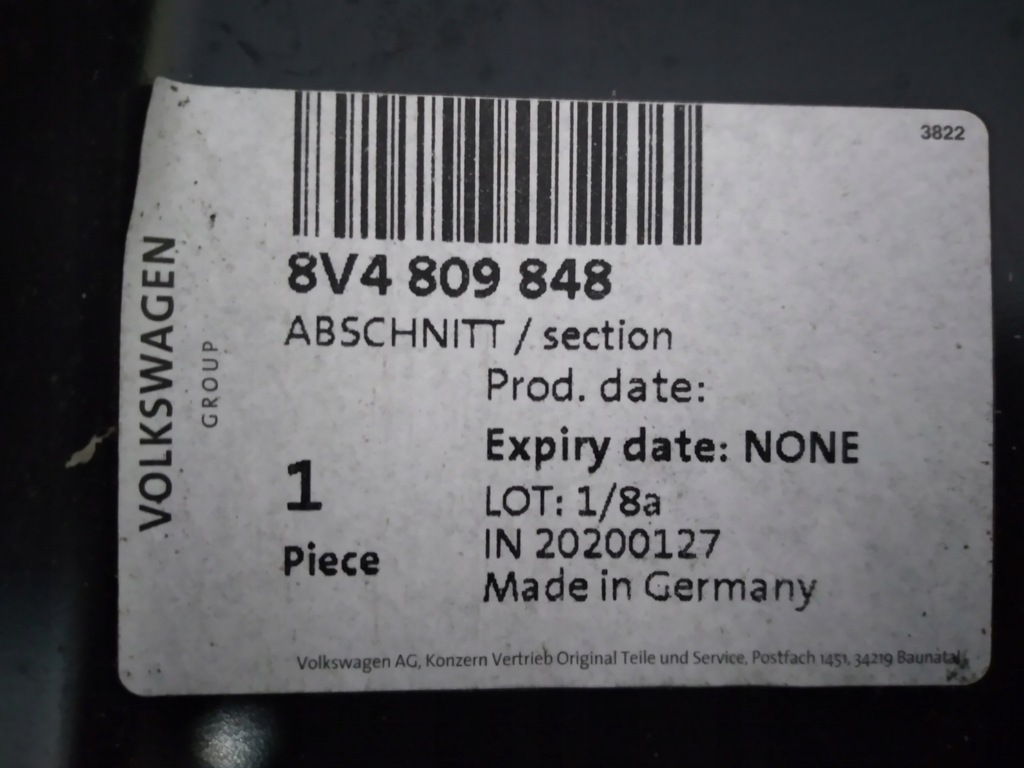 3822
8V4 809 848
ABSCHNITT / section
Prod. date:
Expiry date: NONE
LOT: 1/8a
IN 20200127
Made in Germany
1
Piece
VOLKSWAGEN
GROUP
Volkswagen AG, Konzern Vertrieb Original Teile und Service, Postfach 1451, 34219 Baunatal